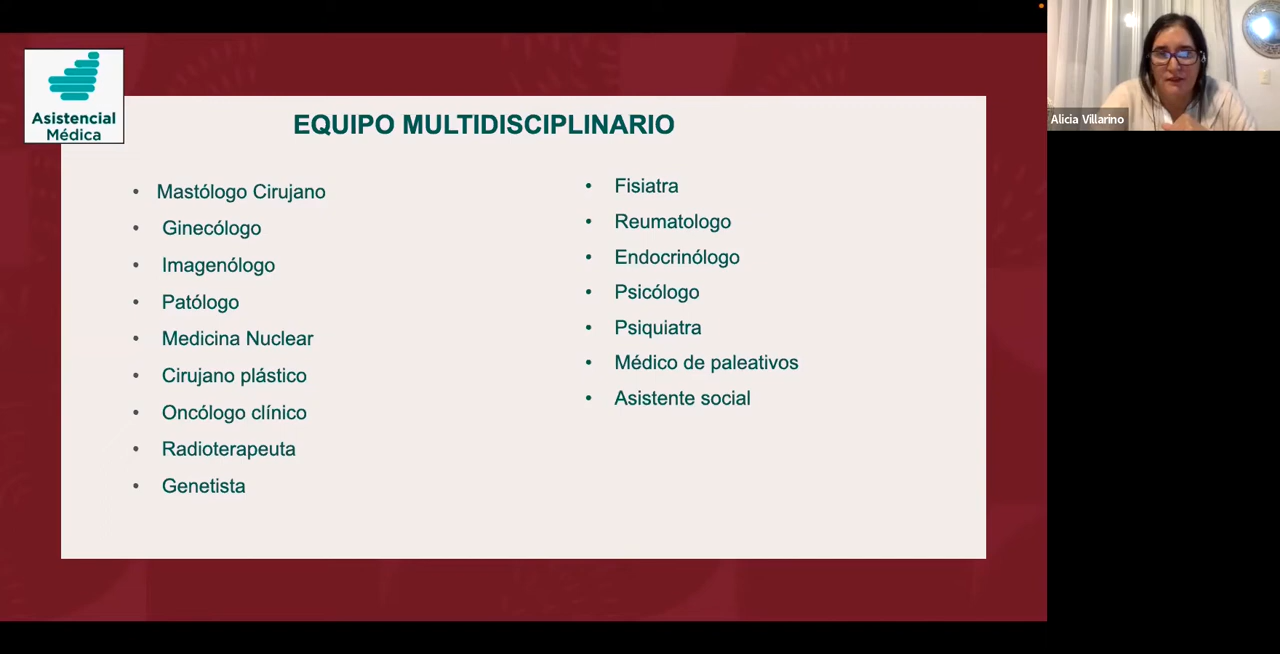 Asistencial
Médica
EQUIPO MULTIDISCIPLINARIO
• Mastólogo Cirujano
• Ginecólogo
• Imagenólogo
• Patólogo
• Medicina Nuclear
• Cirujano plástico
• Oncólogo clínico
• Radioterapeuta
• Genetista
• Fisiatra
• Reumatologo
• Endocrinólogo
• Psicólogo
• Psiquiatra
• Médico de paleativos
• Asistente social
Alicia Villarino